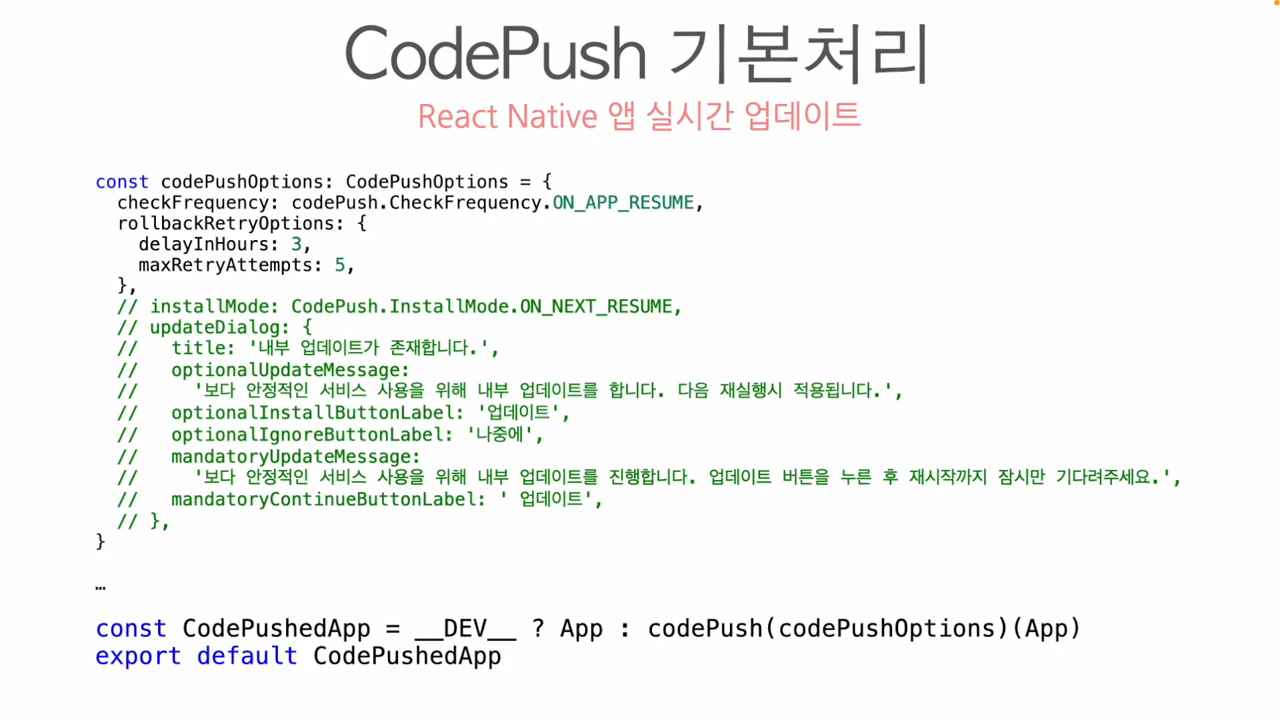 CodePush 기본처리
React Native 앱 실시간 업데이트
const codePushOptions: CodePushOptions = {
  checkFrequency: codePush.CheckFrequency.ON_APP_RESUME,
  rollbackRetryOptions: {
    delayInHours: 3,
    maxRetryAttempts: 5,
  },
  // installMode: CodePush.InstallMode.ON_NEXT_RESUME,
  // updateDialog: {
  //   title: '내부 업데이트가 존재합니다.',
  //   optionalUpdateMessage:
  //     '보다 안정적인 서비스 사용을 위해 내부 업데이트를 합니다. 다음 재실행시 적용됩니다.',
  //   optionalInstallButtonLabel: '업데이트',
  //   optionalIgnoreButtonLabel: '나중에',
  //   mandatoryUpdateMessage:
  //     '보다 안정적인 서비스 사용을 위해 내부 업데이트를 진행합니다. 업데이트 버튼을 누른 후 재시작까지 잠시만 기다려주세요.',
  //   mandatoryContinueButtonLabel: ' 업데이트',
  // },
}
…
const CodePushedApp = __DEV__ ? App : codePush(codePushOptions)(App)
export default CodePushedApp